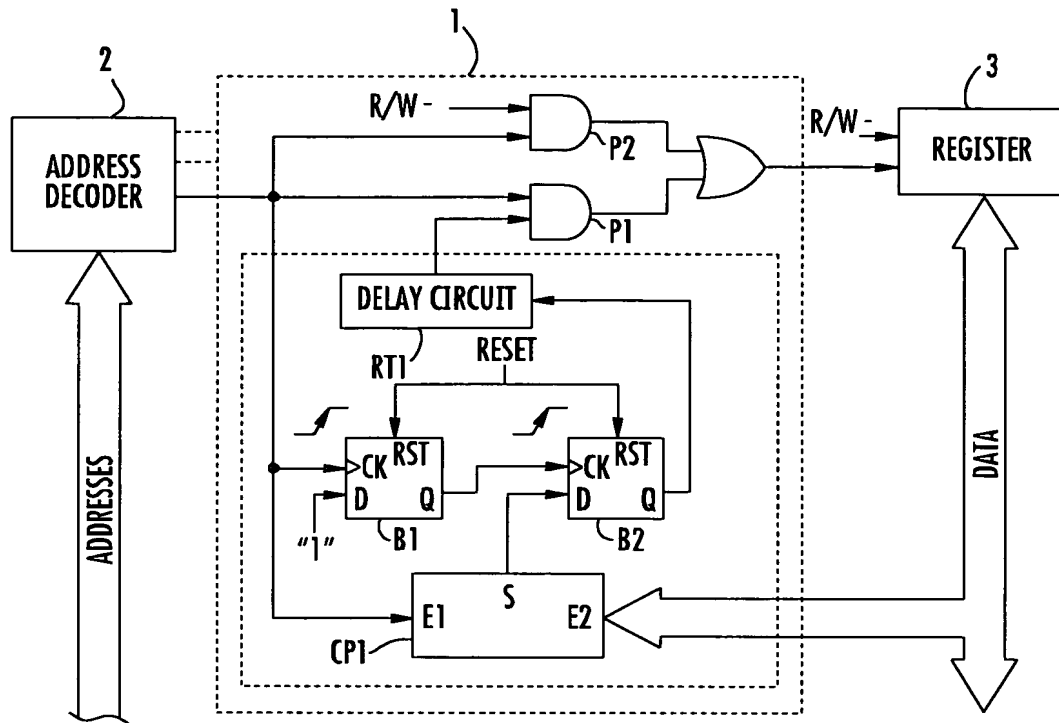 1
2
3
R/W -
P2
R/W -
ADDRESS
DECODER
REGISTER
P1
DELAY CIRCUIT
RT1
RESET
RST
CK
D
Q
B1
"1"
RST
CK
D
Q
B2
S
E1
E2
CP1
ADDRESSES
DATA